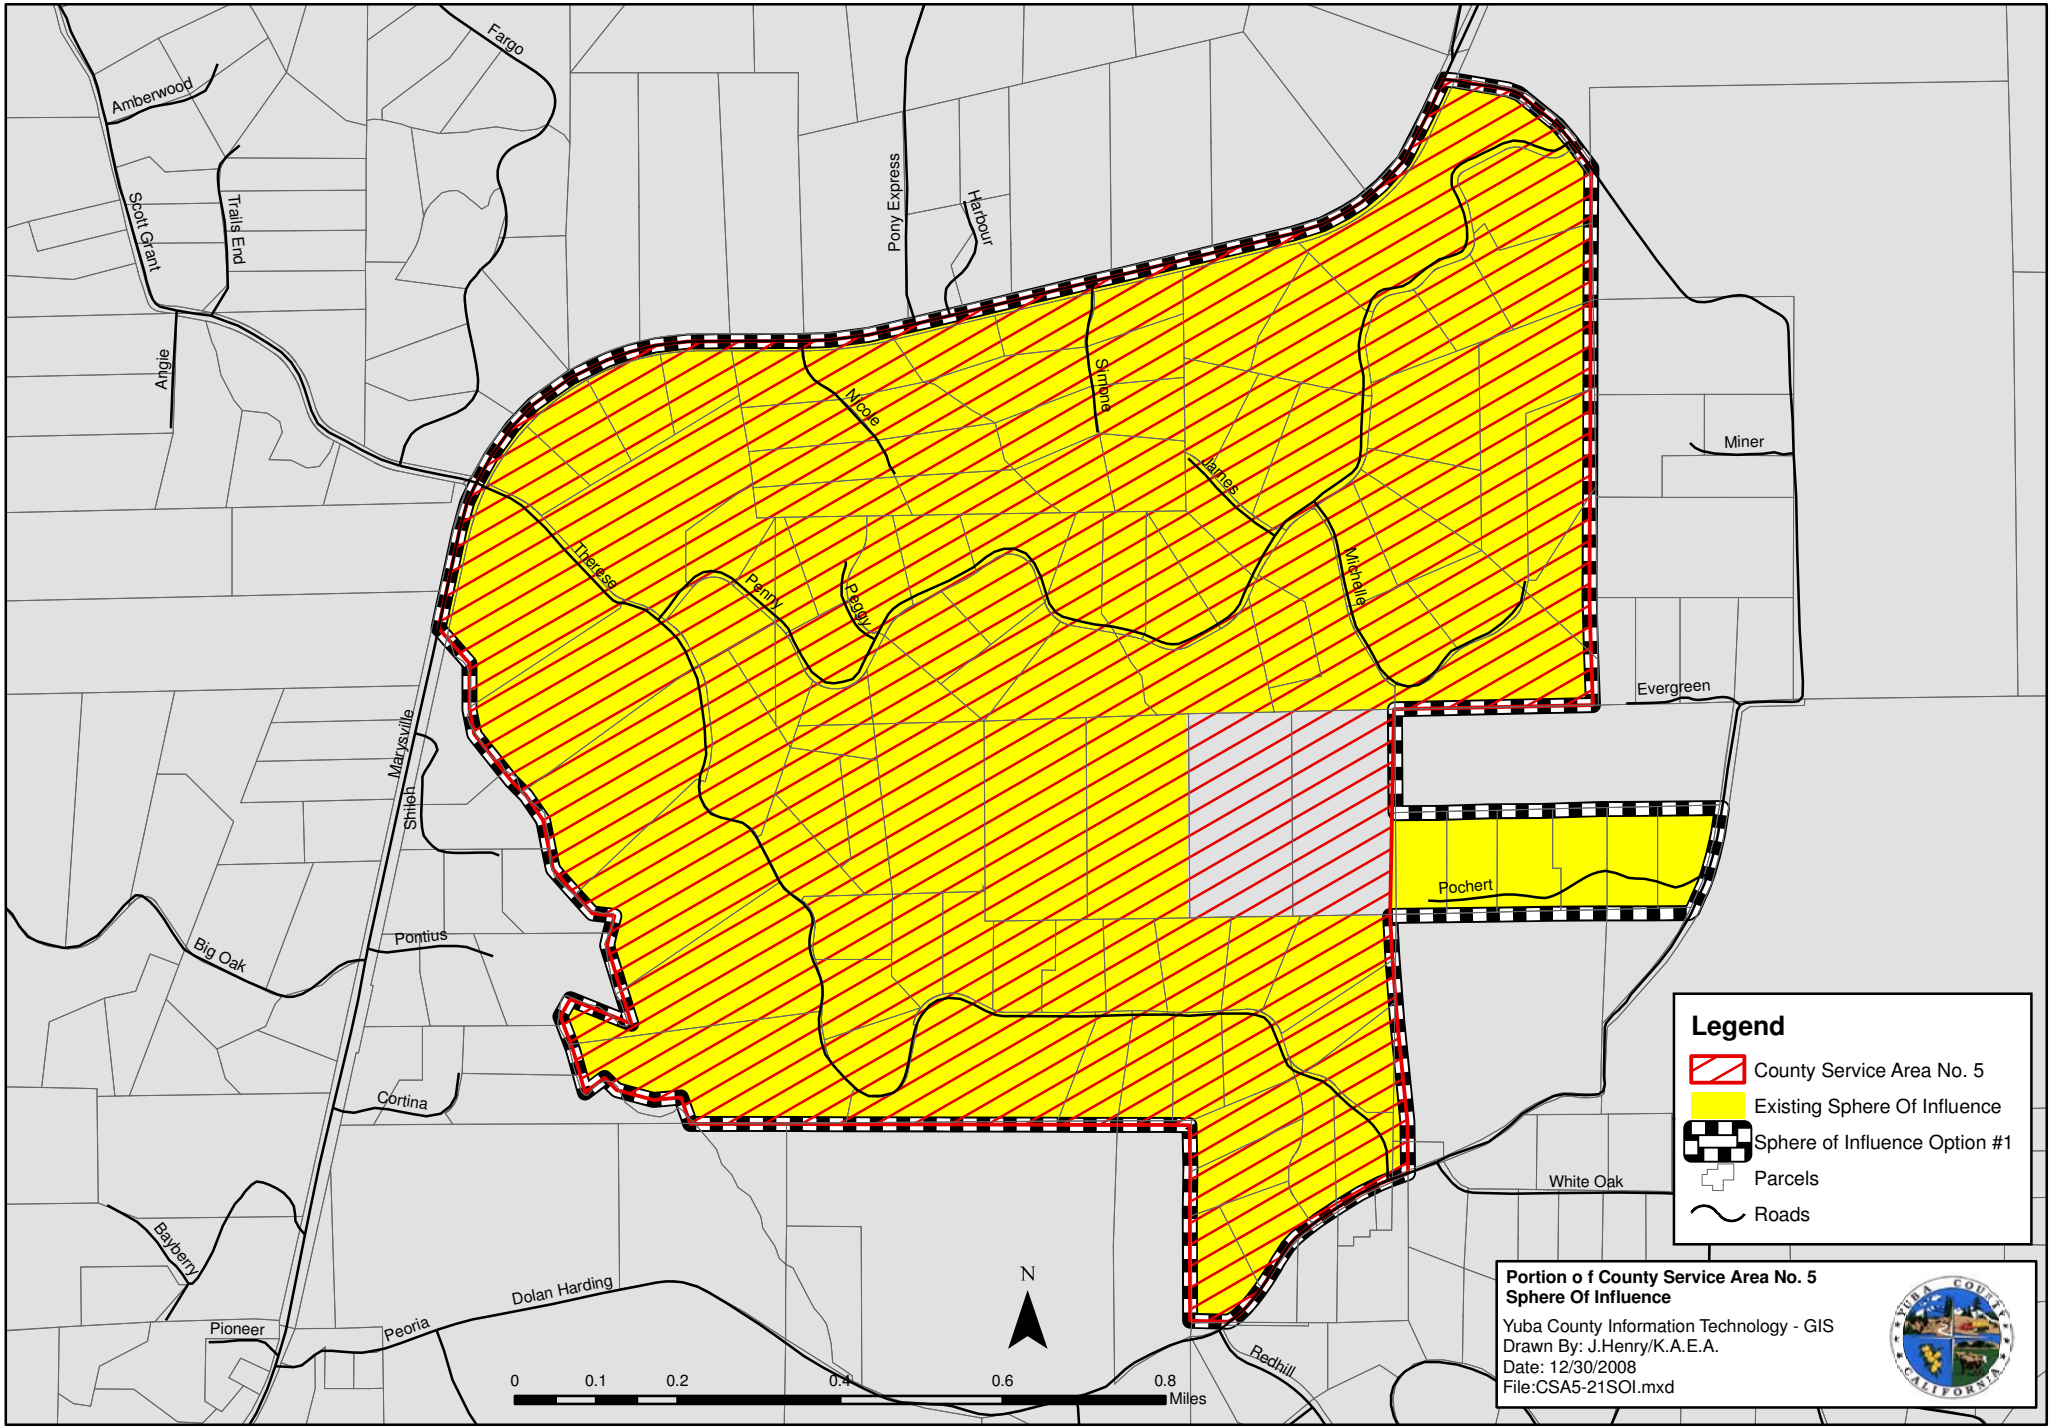 Fargo
Amberwood
Scott Grant
Trails End
Pony Express
Harbour
Angie
Nicole
Simone
Miner
James
Therese
Penny
Peggy
Michelle
Evergreen
Marysville
Shiloh
Pochert
Big Oak
Pontius
Cortina
White Oak
Bayberry
Dolan Harding
Pioneer
Peoria
Redhill
N
0 0.1 0.2 0.4 0.6 0.8
Miles
Legend
County Service Area No. 5
Existing Sphere Of Influence
Sphere of Influence Option #1
Parcels
Roads
Portion o f County Service Area No. 5
Sphere Of Influence
Yuba County Information Technology - GIS
Drawn By: J.Henry/K.A.E.A.
Date: 12/30/2008
File:CSA5-21SOI.mxd
YUBA COUNTY
CALIFORNIA